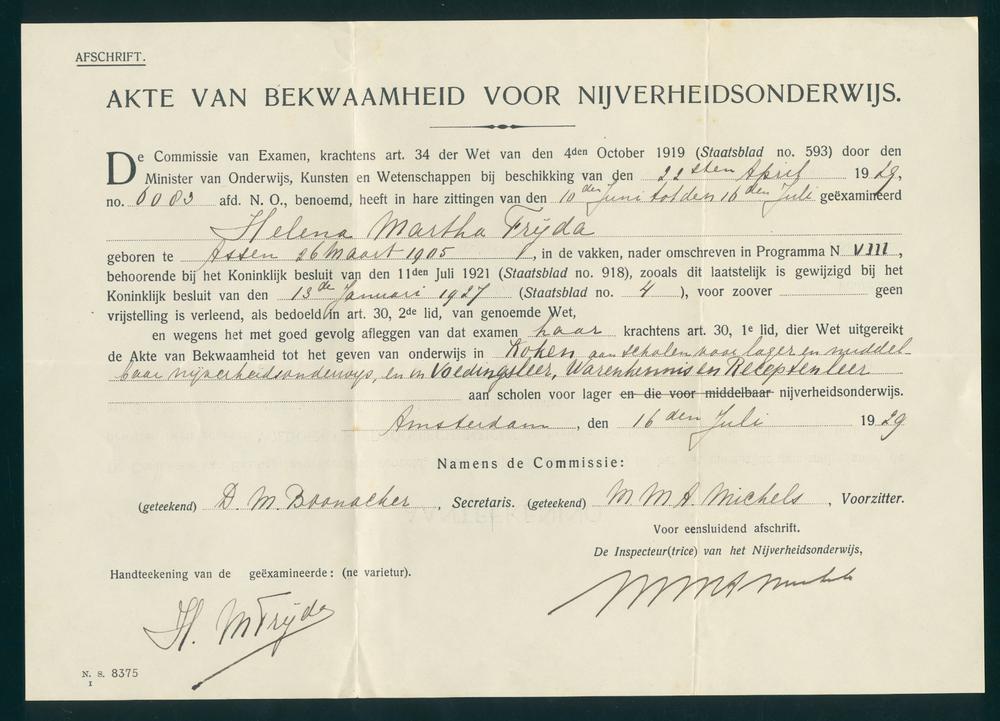 AFSCHRIFT.
AKTE VAN BEKWAAMHEID VOOR NIJVERHEIDSONDERWIJS.
De Commissie van Examen, krachtens art. 34 der Wet van den 4den October 1919 (Staatsblad no. 593) door den
Minister van Onderwijs, Kunsten en Wetenschappen bij beschikking van den 22sten April 1929,
no. 6083 afd. N. O., benoemd, heeft in hare zittingen van den 10den Juni tot den 16den Juli geëxamineerd
Helena Martha Frijda
geboren te Assen 26 Maart 1905, in de vakken, nader omschreven in Programma N VIII,
behoorende bij het Koninklijk besluit van den 11den Juli 1921 (Staatsblad no. 918), zooals dit laatstelijk is gewijzigd bij het
Koninklijk besluit van den 13de Januari 1927 (Staatsblad no. 4), voor zoover geen
vrijstelling is verleend, als bedoeld in art. 30, 2de lid, van genoemde Wet,
en wegens het met goed gevolg afleggen van dat examen haar krachtens art. 30, 1e lid, dier Wet uitgereikt
de Akte van Bekwaamheid tot het geven van onderwijs in Koken aan scholen voor lager en middel-
baar nijverheidsonderwijs, en in Voedingsleer, Warenkennis en Receptenleer
aan scholen voor lager en die voor middelbaar nijverheidsonderwijs.
Amsterdam, den 16den Juli 1929
Namens de Commissie:
(geteekend) D. M. Boonacker, Secretaris. (geteekend) M. M. A. Michels, Voorzitter.
Voor eensluidend afschrift.
De Inspecteur(trice) van het Nijverheidsonderwijs,
Handteekening van de geëxamineerde: (ne varietur).
M M A Michels
H. M Frijda
N. S. 8375
I